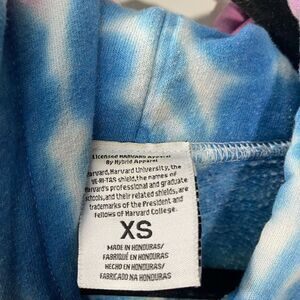 Licensed HARVARD Apparel
By Hybrid Apparel
Harvard, Harvard University, the
VE-RI-TAS shield, the names of
Harvard's professional and graduate
schools, and their related shields, are
trademarks of the President and
Fellows of Harvard College.
XS
MADE IN HONDURAS/
FABRIQUÉ EN HONDURAS/
HECHO EN HONDURAS/
FABRICADO NA HONDURAS